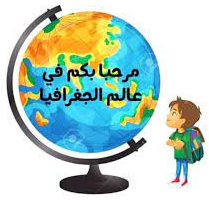 مرحبا بكم في
عالم الجغرافيا